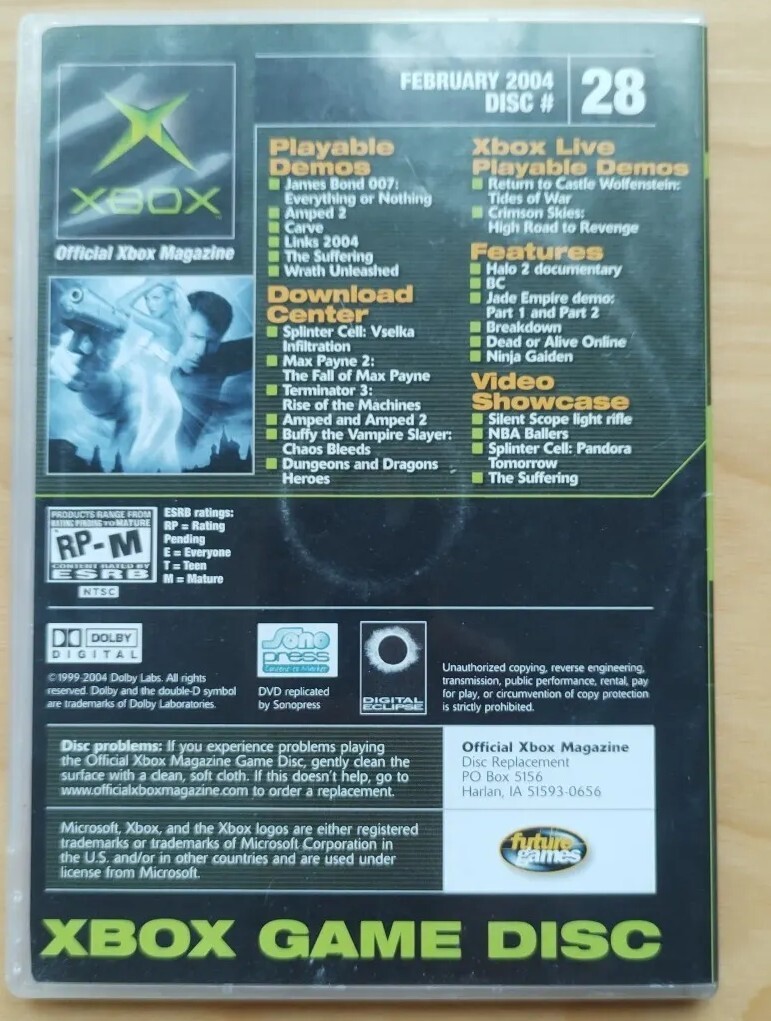 FEBRUARY 2004
DISC # 28
XBOX
Official Xbox Magazine
Playable
Demos
James Bond 007:
Everything or Nothing
Amped 2
Carve
Links 2004
The Suffering
Wrath Unleashed
Download
Center
Splinter Cell: Vselka
Infiltration
Max Payne 2:
The Fall of Max Payne
Terminator 3:
Rise of the Machines
Amped and Amped 2
Buffy the Vampire Slayer:
Chaos Bleeds
Dungeons and Dragons
Heroes
Xbox Live
Playable Demos
Return to Castle Wolfenstein:
Tides of War
Crimson Skies:
High Road to Revenge
Features
Halo 2 documentary
BC
Jade Empire demo:
Part 1 and Part 2
Breakdown
Dead or Alive Online
Ninja Gaiden
Video
Showcase
Silent Scope light rifle
NBA Ballers
Splinter Cell: Pandora
Tomorrow
The Suffering
PRODUCTS RANGE FROM
RATING PENDING TO MATURE
RP-M
CONTENT RATED BY
ESRB
NTSC
ESRB ratings:
RP = Rating
Pending
E = Everyone
T = Teen
M = Mature
DOLBY
DIGITAL
©1999-2004 Dolby Labs. All rights
reserved. Dolby and the double-D symbol
are trademarks of Dolby Laboratories.
Sono
press
DVD replicated
by Sonopress
DIGITAL
ECLIPSE
Unauthorized copying, reverse engineering,
transmission, public performance, rental, pay
for play, or circumvention of copy protection
is strictly prohibited.
Disc problems: If you experience problems playing
the Official Xbox Magazine Game Disc, gently clean the
surface with a clean, soft cloth. If this doesn't help, go to
www.officialxboxmagazine.com to order a replacement.
Official Xbox Magazine
Disc Replacement
PO Box 5156
Harlan, IA 51593-0656
Microsoft, Xbox, and the Xbox logos are either registered
trademarks or trademarks of Microsoft Corporation in
the U.S. and/or in other countries and are used under
license from Microsoft.
future
games
XBOX GAME DISC